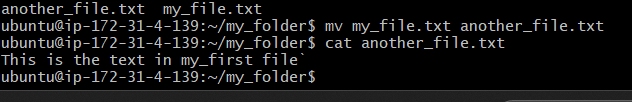 another_file.txt  my_file.txt
ubuntu@ip-172-31-4-139:~/my_folder$ mv my_file.txt another_file.txt
ubuntu@ip-172-31-4-139:~/my_folder$ cat another_file.txt
This is the text in my_first file`
ubuntu@ip-172-31-4-139:~/my_folder$